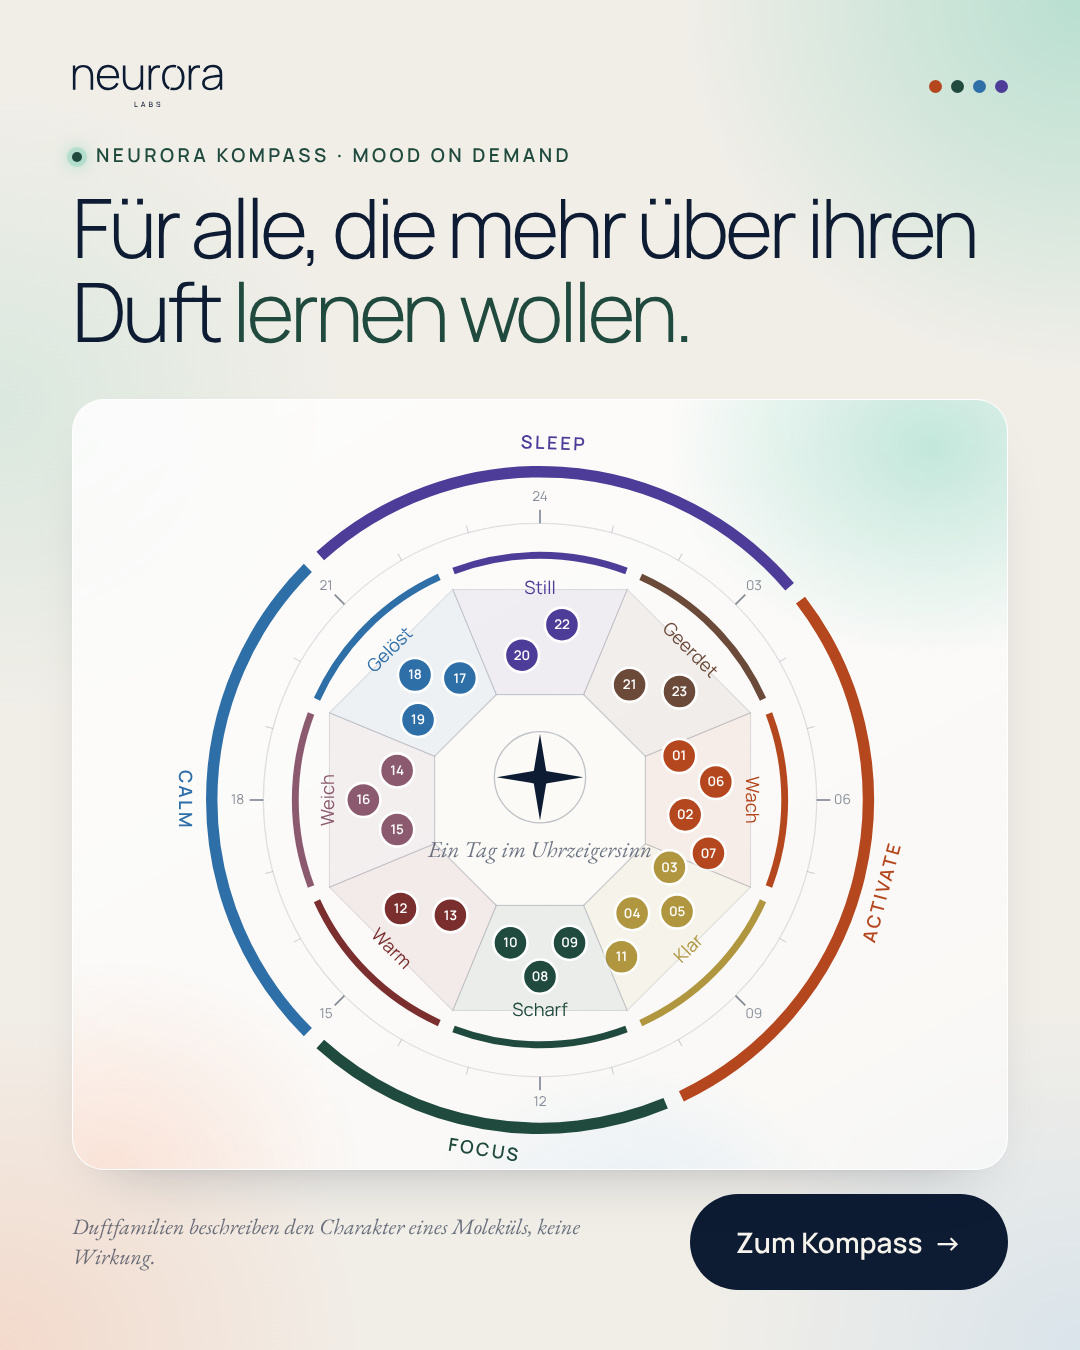 neurora
LABS
NEURORA KOMPASS · MOOD ON DEMAND
Für alle, die mehr über ihren
Duft lernen wollen.
SLEEP
24
21
03
Still
Gelöst
Geerdet
22
20
18
17
19
21
23
14
16
15
Weich
01
06
02
07
Wach
CALM
18
06
ACTIVATE
Ein Tag im Uhrzeigersinn
03
04
05
11
Klar
12
13
Warm
10
09
08
Scharf
15
09
12
FOCUS
Duftfamilien beschreiben den Charakter eines Moleküls, keine
Wirkung.
Zum Kompass →